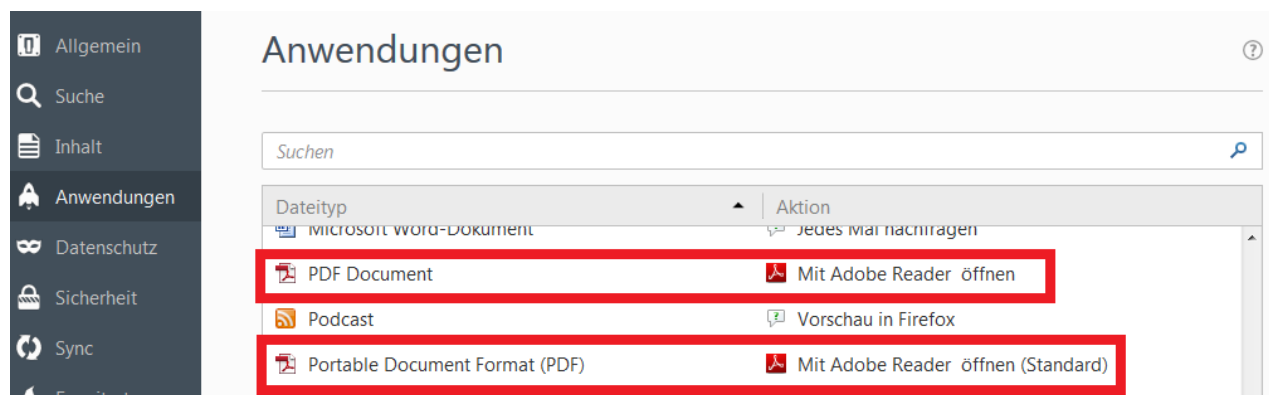 Allgemein
Suche
Inhalt
Anwendungen
Datenschutz
Sicherheit
Sync
Anwendungen
Suchen
Dateityp Aktion
Microsoft Word-Dokument Jedes Mal nachfragen
PDF Document Mit Adobe Reader öffnen
Podcast Vorschau in Firefox
Portable Document Format (PDF) Mit Adobe Reader öffnen (Standard)